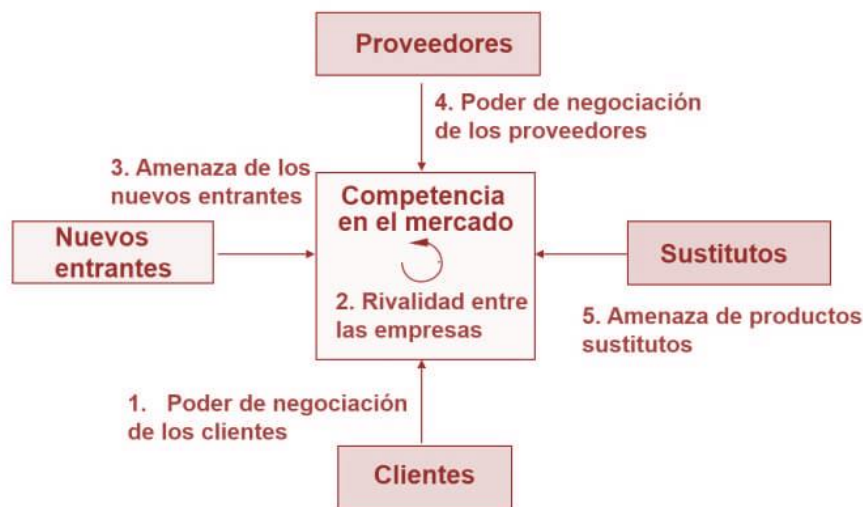 Proveedores
4. Poder de negociación
de los proveedores
3. Amenaza de los
nuevos entrantes
Competencia
en el mercado
Nuevos
entrantes
Sustitutos
2. Rivalidad entre
las empresas
5. Amenaza de productos
sustitutos
1. Poder de negociación
de los clientes
Clientes